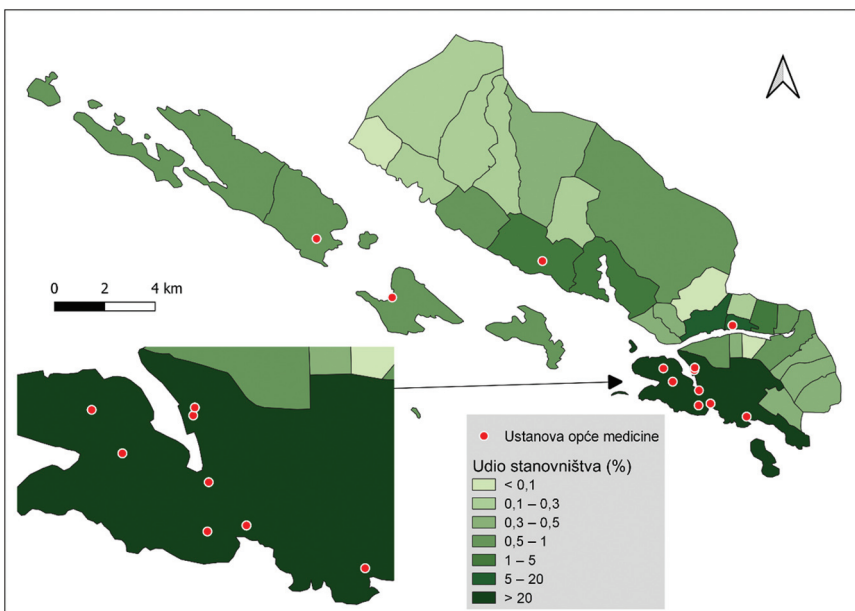 0 2 4 km
Ustanova opće medicine
Udio stanovništva (%)
< 0,1
0,1 – 0,3
0,3 – 0,5
0,5 – 1
1 – 5
5 – 20
> 20